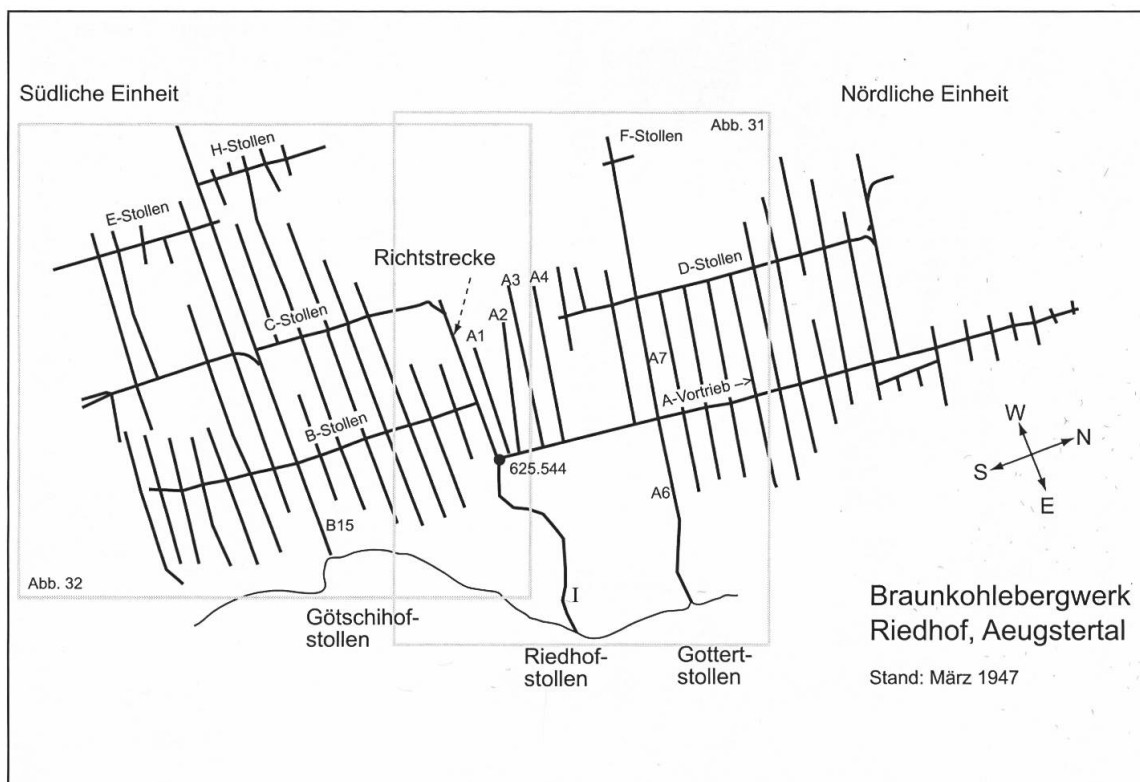 Südliche Einheit
Nördliche Einheit
Abb. 31
F-Stollen
H-Stollen
E-Stollen
Richtstrecke
D-Stollen
A3
A4
A2
A1
C-Stollen
A7
A-Vortrieb –>
B-Stollen
W
N
S
E
625.544
A6
B15
Abb. 32
I
Götschihof-
stollen
Riedhof-
stollen
Gottert-
stollen
Braunkohlebergwerk
Riedhof, Aeugstertal
Stand: März 1947